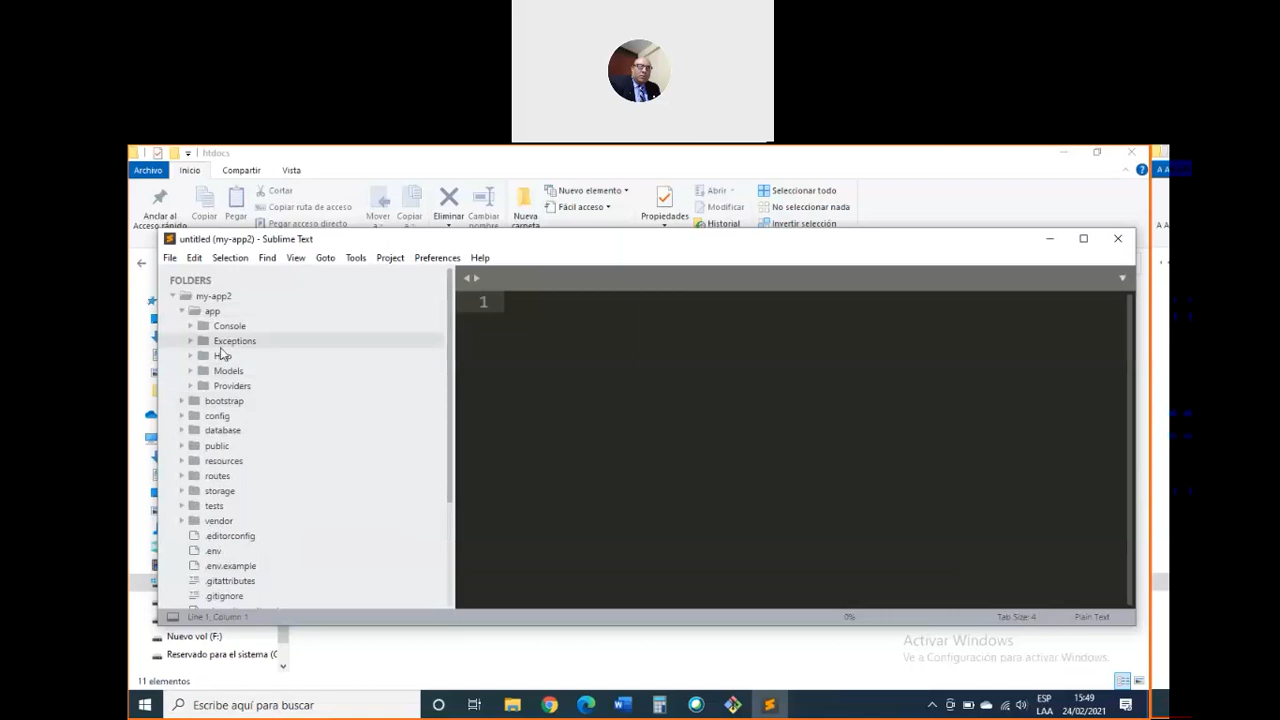 htdocs
Archivo Inicio Compartir Vista
Anclar al
Acceso rápido
Copiar
Pegar
Cortar
Copiar ruta de acceso
Pegar acceso directo
Mover
a
Copiar
a
Eliminar
Cambiar
nombre
Nueva
carpeta
Nuevo elemento
Fácil acceso
Propiedades
Abrir
Modificar
Historial
Seleccionar todo
No seleccionar nada
Invertir selección
untitled (my-app2) - Sublime Text
File Edit Selection Find View Goto Tools Project Preferences Help
FOLDERS
my-app2
app
Console
Exceptions
Models
Providers
bootstrap
config
database
public
resources
routes
storage
tests
vendor
.editorconfig
.env
.env.example
.gitattributes
.gitignore
1
Line 1, Column 1
0%
Tab Size: 4
Plain Text
Nuevo vol (F:)
Reservado para el sistema (
Activar Windows
Ve a Configuración para activar Windows.
11 elementos
Escribe aquí para buscar
ESP
LAA
15:49
24/02/2021